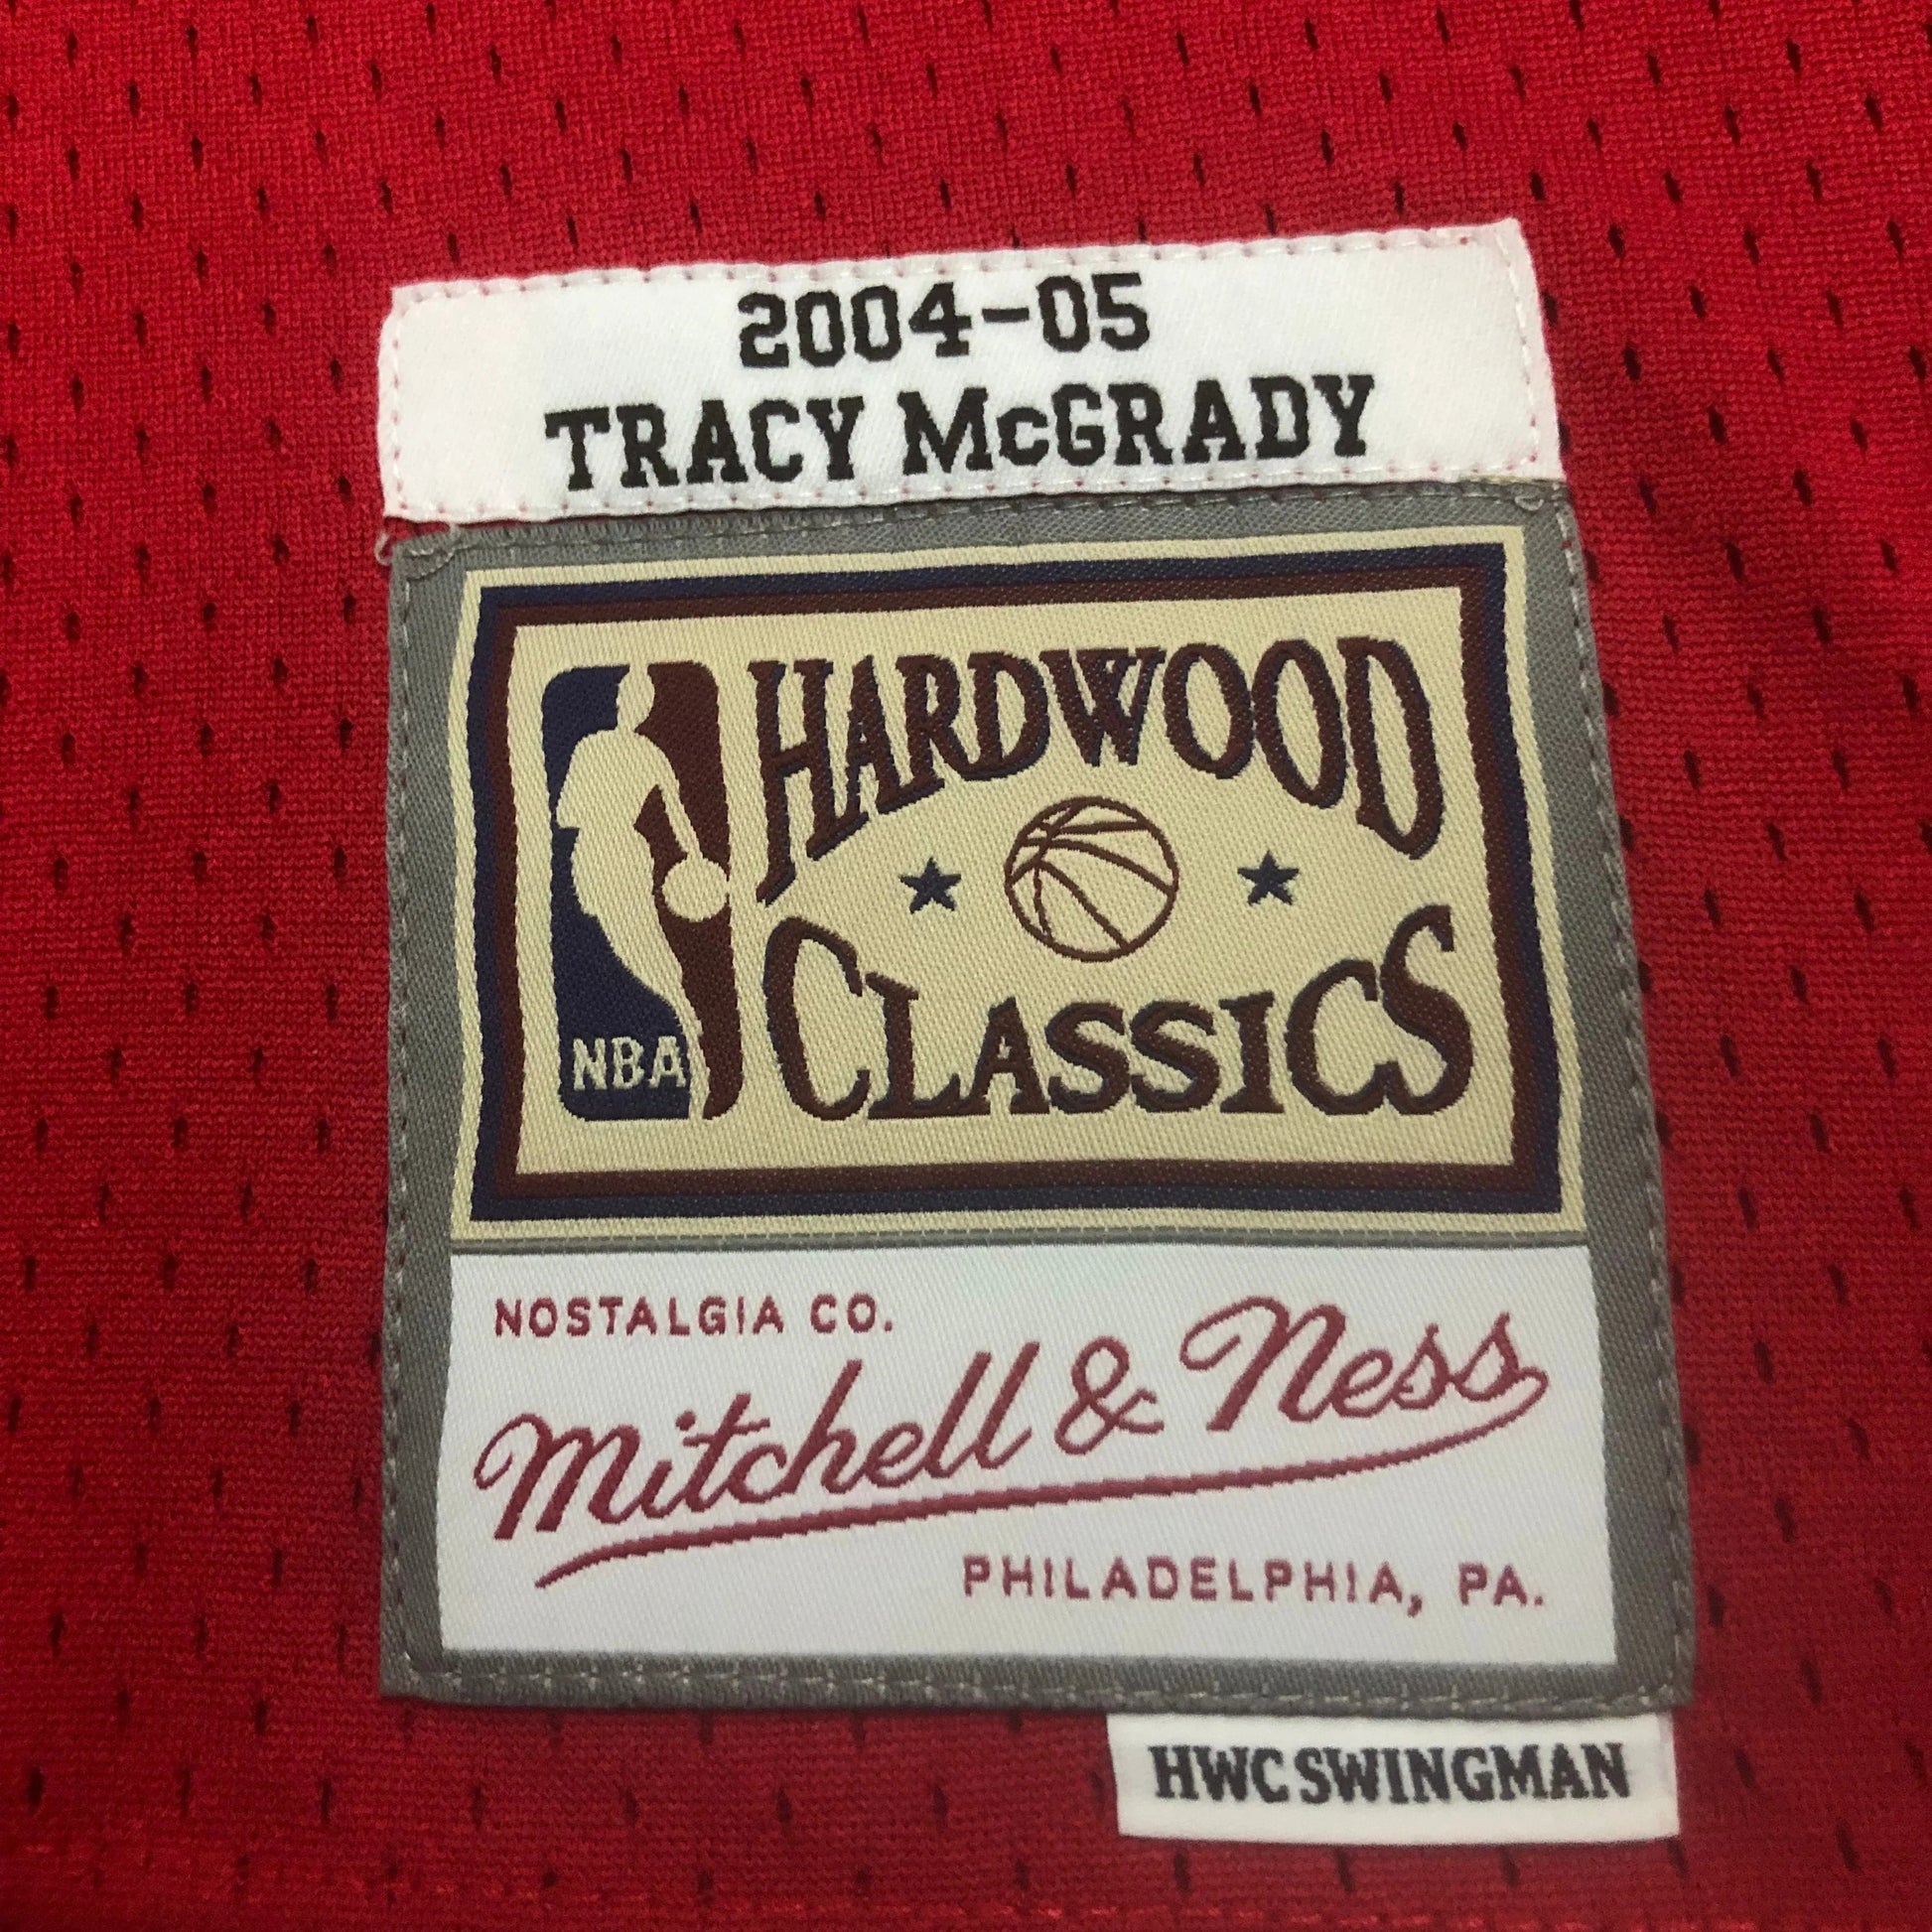 2004-05
TRACY McGRADY
HARDWOOD
CLASSICS
NBA
NOSTALGIA CO.
Mitchell & Ness
PHILADELPHIA, PA.
HWC SWINGMAN